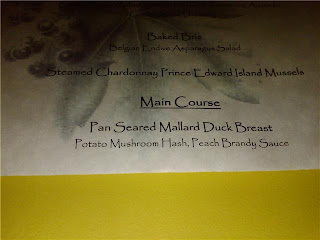 Baked Brie
Belgian Endive Asparagus Salad
Steamed Chardonnay Prince Edward Island Mussels
Main Course
Pan Seared Mallard Duck Breast
Potato Mushroom Hash, Peach Brandy Sauce